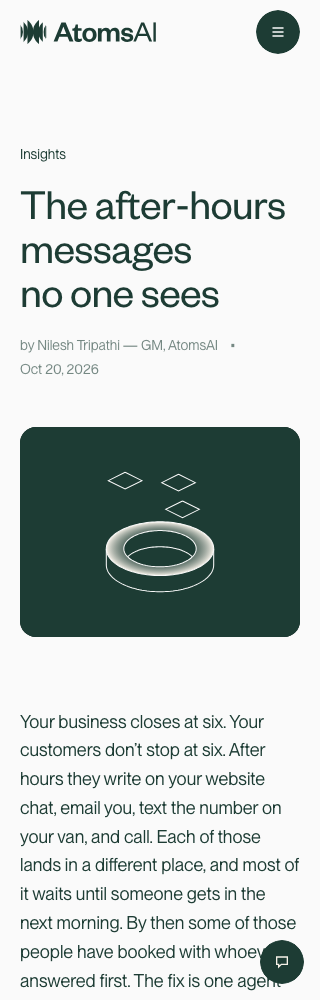 AtomsAI
Insights
The after-hours
messages
no one sees
by Nilesh Tripathi — GM, AtomsAI •
Oct 20, 2026
Your business closes at six. Your
customers don’t stop at six. After
hours they write on your website
chat, email you, text the number on
your van, and call. Each of those
lands in a different place, and most of
it waits until someone gets in the
next morning. By then some of those
people have booked with
answered first. The fix is one agent